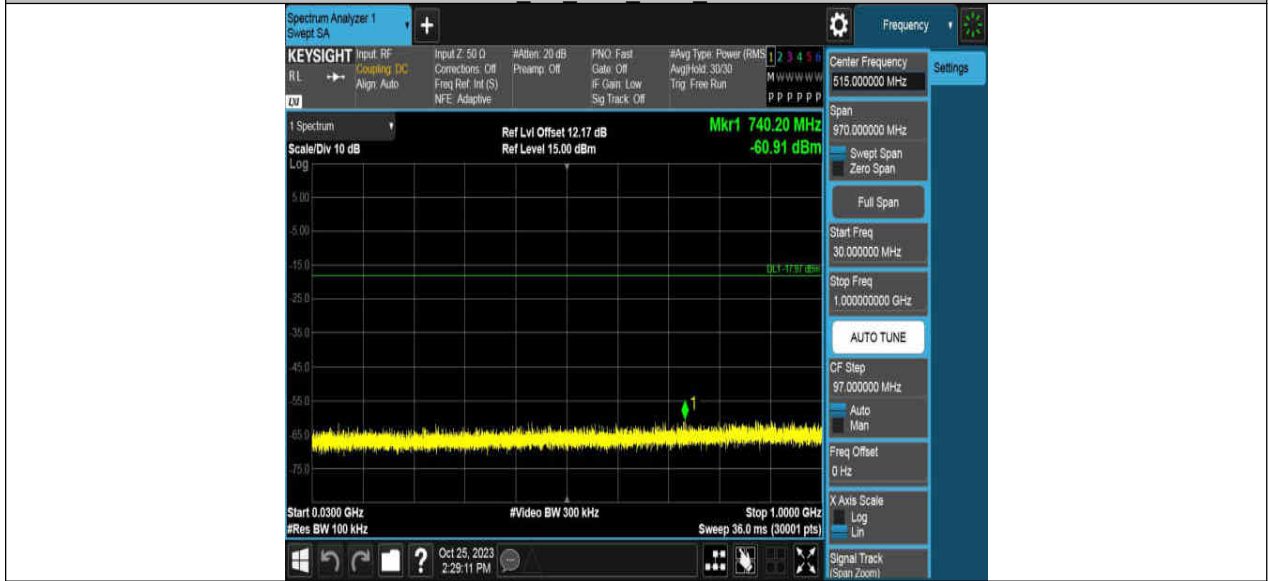 Spectrum Analyzer 1
Swept SA
+
Frequency
KEYSIGHT
RL
LXI
Input: RF
Coupling: DC
Align: Auto
Input Z: 50 Ω
Corrections: Off
Freq Ref: Int (S)
NFE: Adaptive
#Atten: 20 dB
Preamp: Off
PNO: Fast
Gate: Off
IF Gain: Low
Sig Track: Off
#Avg Type: Power (RMS
Avg|Hold: 30/30
Trig: Free Run
1 2 3 4 5 6
M W W W W W
P P P P P P
Center Frequency
515.000000 MHz
Settings
1 Spectrum
Scale/Div 10 dB
Ref Lvl Offset 12.17 dB
Ref Level 15.00 dBm
Mkr1 740.20 MHz
-60.91 dBm
Log
5.00
-5.00
-15.0
-25.0
-35.0
-45.0
-55.0
-65.0
-75.0
DL1 -17.97 dBm
1
Start 0.0300 GHz
#Res BW 100 kHz
#Video BW 300 kHz
Stop 1.0000 GHz
Sweep 36.0 ms (30001 pts)
Span
970.000000 MHz
Swept Span
Zero Span
Full Span
Start Freq
30.000000 MHz
Stop Freq
1.000000000 GHz
AUTO TUNE
CF Step
97.000000 MHz
Auto
Man
Freq Offset
0 Hz
X Axis Scale
Log
Lin
Signal Track
(Span Zoom)
?
Oct 25, 2023
2:29:11 PM